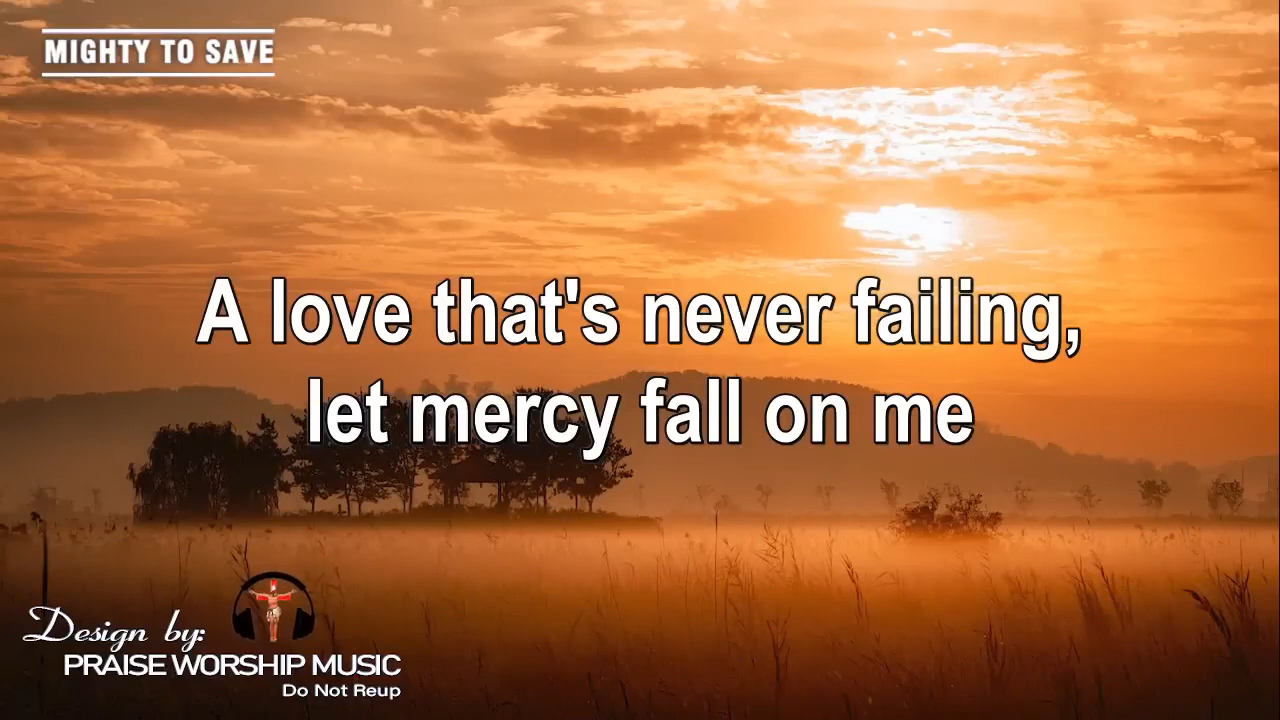 MIGHTY TO SAVE
A love that's never failing,
let mercy fall on me
Design by:
PRAISE WORSHIP MUSIC
Do Not Reup